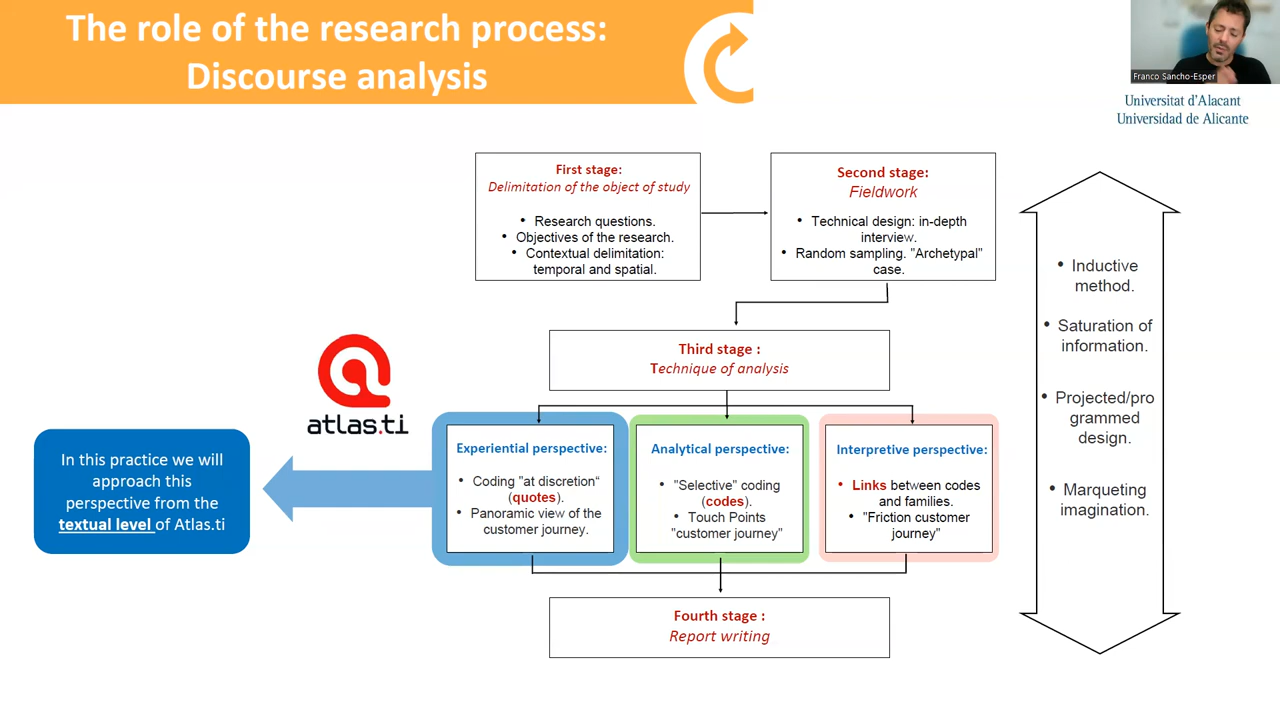 The role of the research process:
Discourse analysis
Franco Sancho-Esper
Universitat d'Alacant
Universidad de Alicante
First stage:
Delimitation of the object of study
• Research questions.
• Objectives of the research.
• Contextual delimitation:
temporal and spatial.
Second stage:
Fieldwork
• Technical design: in-depth
interview.
• Random sampling. "Archetypal"
case.
Third stage :
Technique of analysis
atlas.ti
In this practice we will
approach this
perspective from the
textual level of Atlas.ti
Experiential perspective:
• Coding "at discretion"
(quotes).
• Panoramic view of the
customer journey.
Analytical perspective:
• "Selective" coding
(codes).
• Touch Points
"customer journey"
Interpretive perspective:
• Links between codes
and families.
• "Friction customer
journey"
Fourth stage :
Report writing
• Inductive
method.
• Saturation of
information.
• Projected/pro
grammed
design.
• Marqueting
imagination.